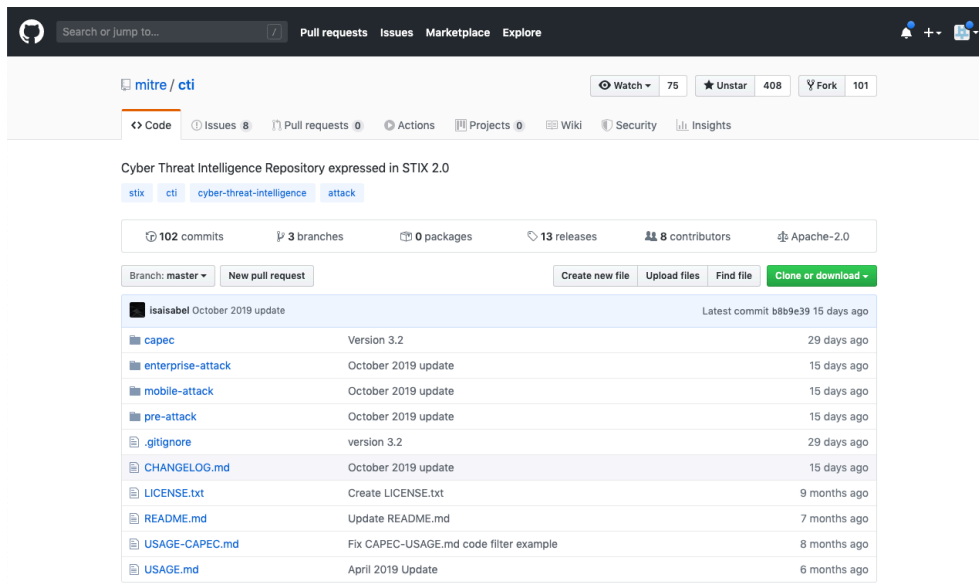 Search or jump to... / Pull requests Issues Marketplace Explore
mitre / cti Watch 75 Unstar 408 Fork 101
Code Issues 8 Pull requests 0 Actions Projects 0 Wiki Security Insights
Cyber Threat Intelligence Repository expressed in STIX 2.0
stix cti cyber-threat-intelligence attack
102 commits 3 branches 0 packages 13 releases 8 contributors Apache-2.0
Branch: master New pull request Create new file Upload files Find file Clone or download
isaisabel October 2019 update Latest commit b8b9e39 15 days ago
capec Version 3.2 29 days ago
enterprise-attack October 2019 update 15 days ago
mobile-attack October 2019 update 15 days ago
pre-attack October 2019 update 15 days ago
.gitignore version 3.2 29 days ago
CHANGELOG.md October 2019 update 15 days ago
LICENSE.txt Create LICENSE.txt 9 months ago
README.md Update README.md 7 months ago
USAGE-CAPEC.md Fix CAPEC-USAGE.md code filter example 8 months ago
USAGE.md April 2019 Update 6 months ago